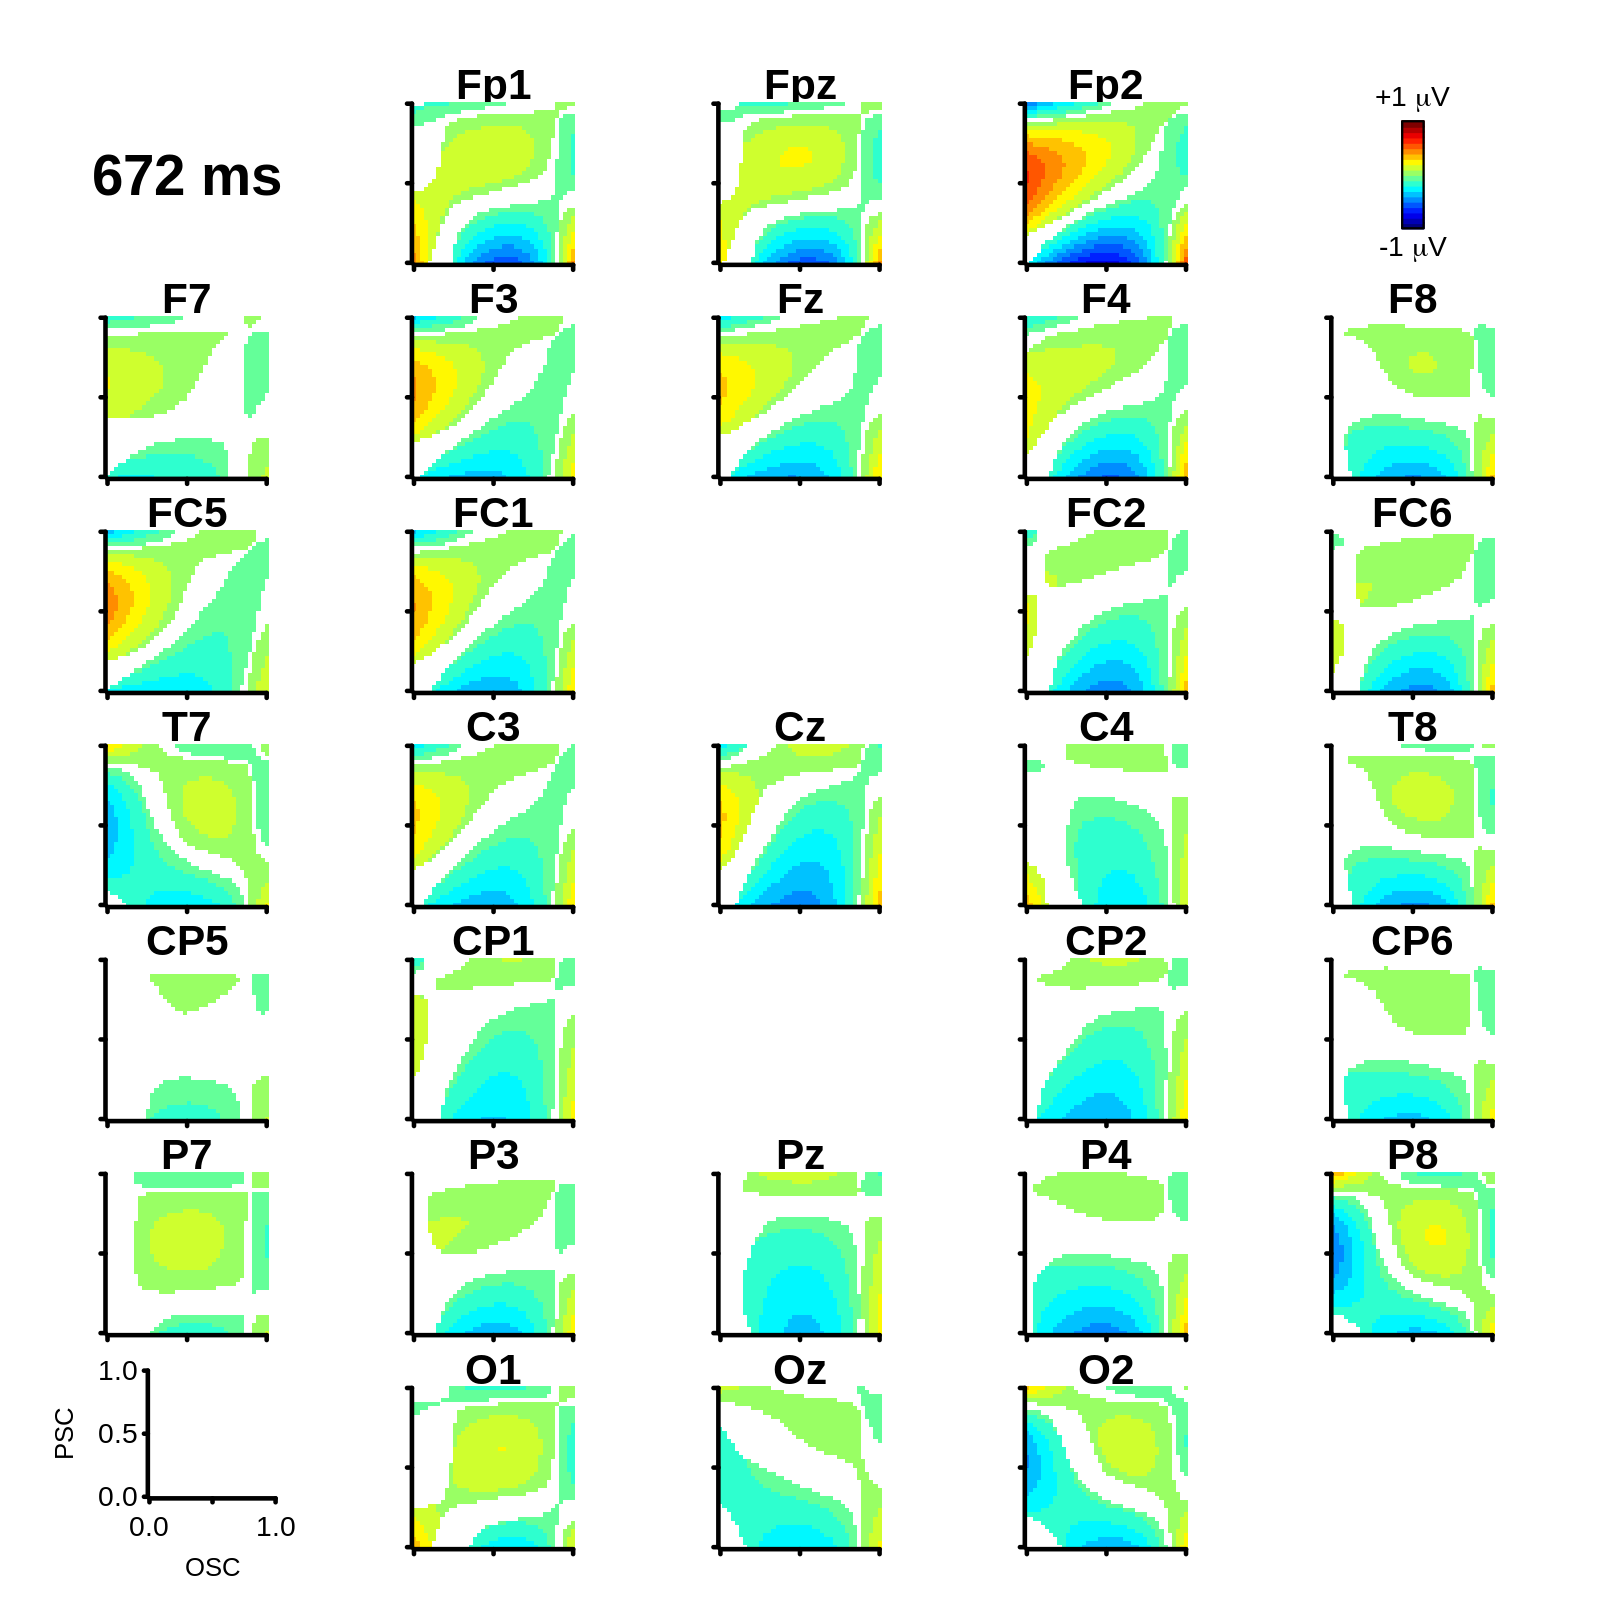 Fp1 Fpz Fp2
+1 μV
672 ms
-1 μV
F7 F3 Fz F4 F8
FC5 FC1 FC2 FC6
T7 C3 Cz C4 T8
CP5 CP1 CP2 CP6
P7 P3 Pz P4 P8
O1 Oz O2
1.0
0.5
0.0
PSC
0.0 1.0
OSC